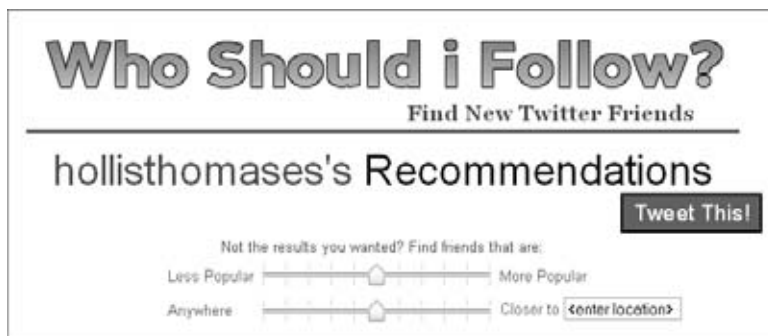 Who Should i Follow?
Find New Twitter Friends
hollisthomases's Recommendations
Tweet This!
Not the results you wanted? Find friends that are:
Less Popular More Popular
Anywhere Closer to <enter location>